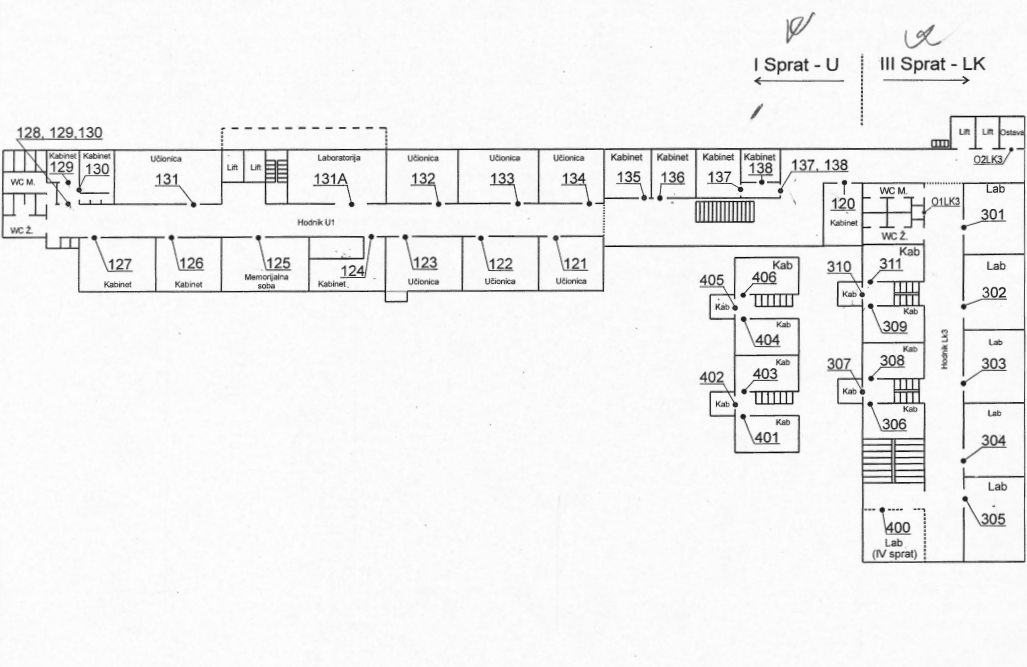 I Sprat - U
III Sprat - LK
128, 129,130
Kabinet
129
Kabinet
130
Učionica
131
Lift
Lift
Laboratorija
131A
Učionica
132
Učionica
133
Učionica
134
Kabinet
135
Kabinet
136
Kabinet
137
Kabinet
138
137, 138
120
Kabinet
Lift
Lift
Ostava
O2LK3
WC M.
WC Ž.
WC M.
O1LK3
WC Ž.
Hodnik U1
127
Kabinet
126
Kabinet
125
Memorijalna
soba
124
Kabinet
123
Učionica
122
Učionica
121
Učionica
Lab
301
Lab
302
Lab
303
Lab
304
Lab
305
Hodnik Lk3
Kab
311
310
Kab
309
Kab
Kab
308
307
Kab
306
Kab
Kab
406
405
Kab
404
Kab
Kab
403
402
Kab
401
Kab
400
Lab
(IV sprat)